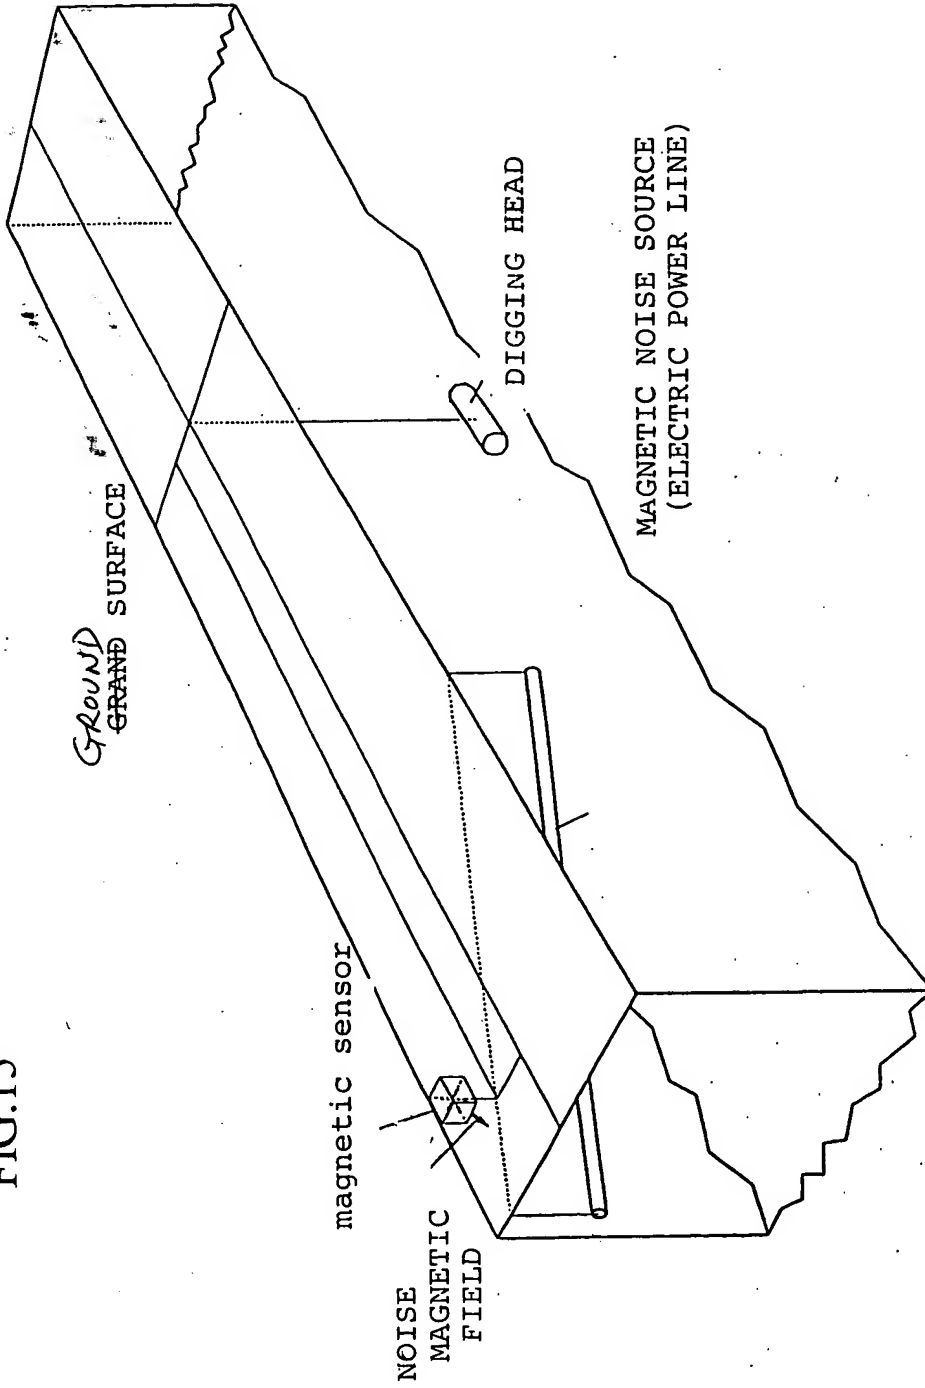 FIG.15
GROUND
GRAND SURFACE
magnetic sensor
NOISE
MAGNETIC
FIELD
DIGGING HEAD
MAGNETIC NOISE SOURCE
(ELECTRIC POWER LINE)